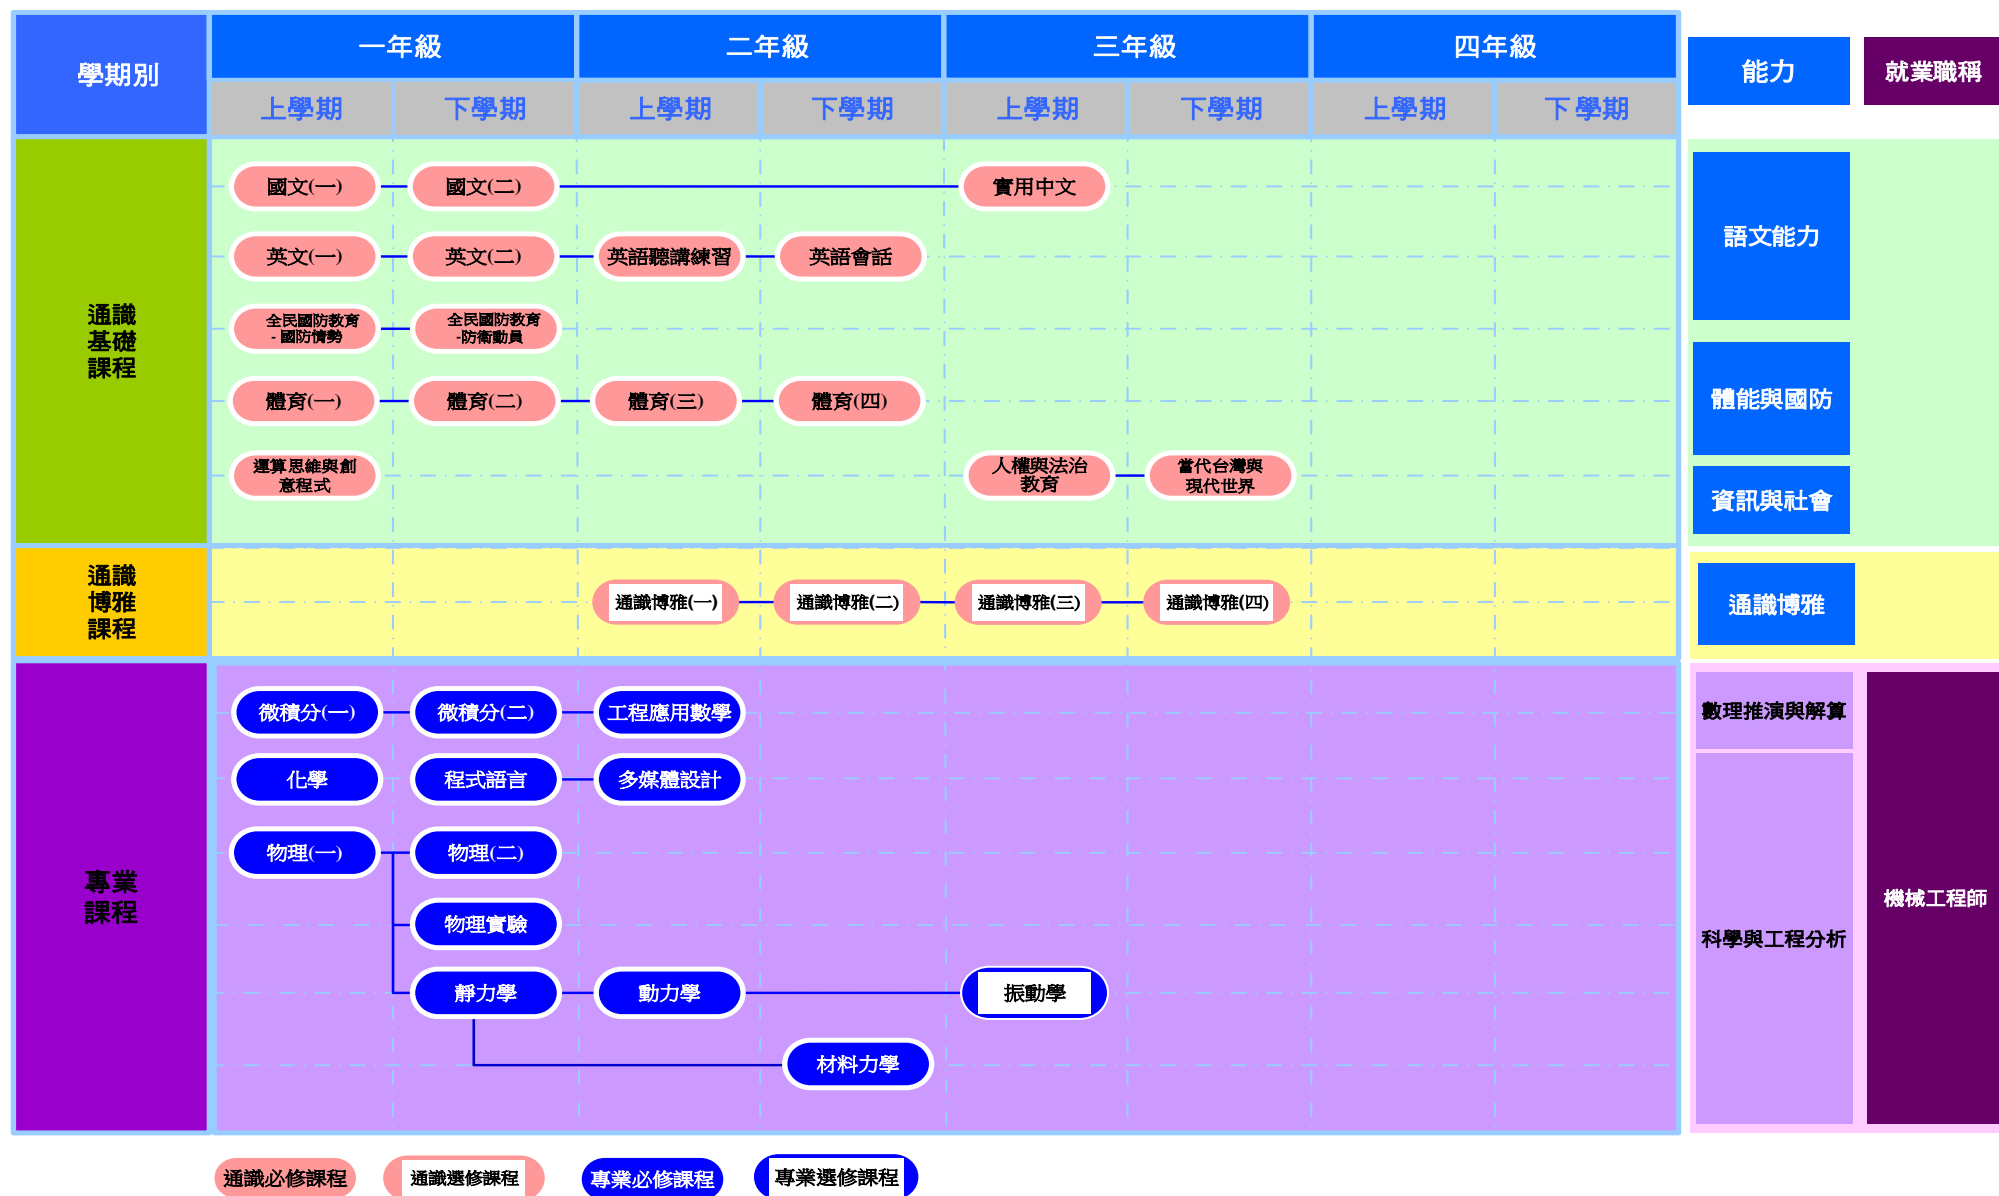 學期別
一年級
二年級
三年級
四年級
能力
就業職稱
上學期
下學期
上學期
下學期
上學期
下學期
上學期
下學期
通識
基礎
課程
國文(一)
國文(二)
實用中文
英文(一)
英文(二)
英語聽講練習
英語會話
全民國防教育
- 國防情勢
全民國防教育
-防衛動員
體育(一)
體育(二)
體育(三)
體育(四)
運算思維與創
意程式
人權與法治
教育
當代台灣與
現代世界
語文能力
體能與國防
資訊與社會
通識
博雅
課程
通識博雅(一)
通識博雅(二)
通識博雅(三)
通識博雅(四)
通識博雅
專業
課程
微積分(一)
微積分(二)
工程應用數學
化學
程式語言
多媒體設計
物理(一)
物理(二)
物理實驗
靜力學
動力學
振動學
材料力學
數理推演與解算
科學與工程分析
機械工程師
通識必修課程
通識選修課程
專業必修課程
專業選修課程